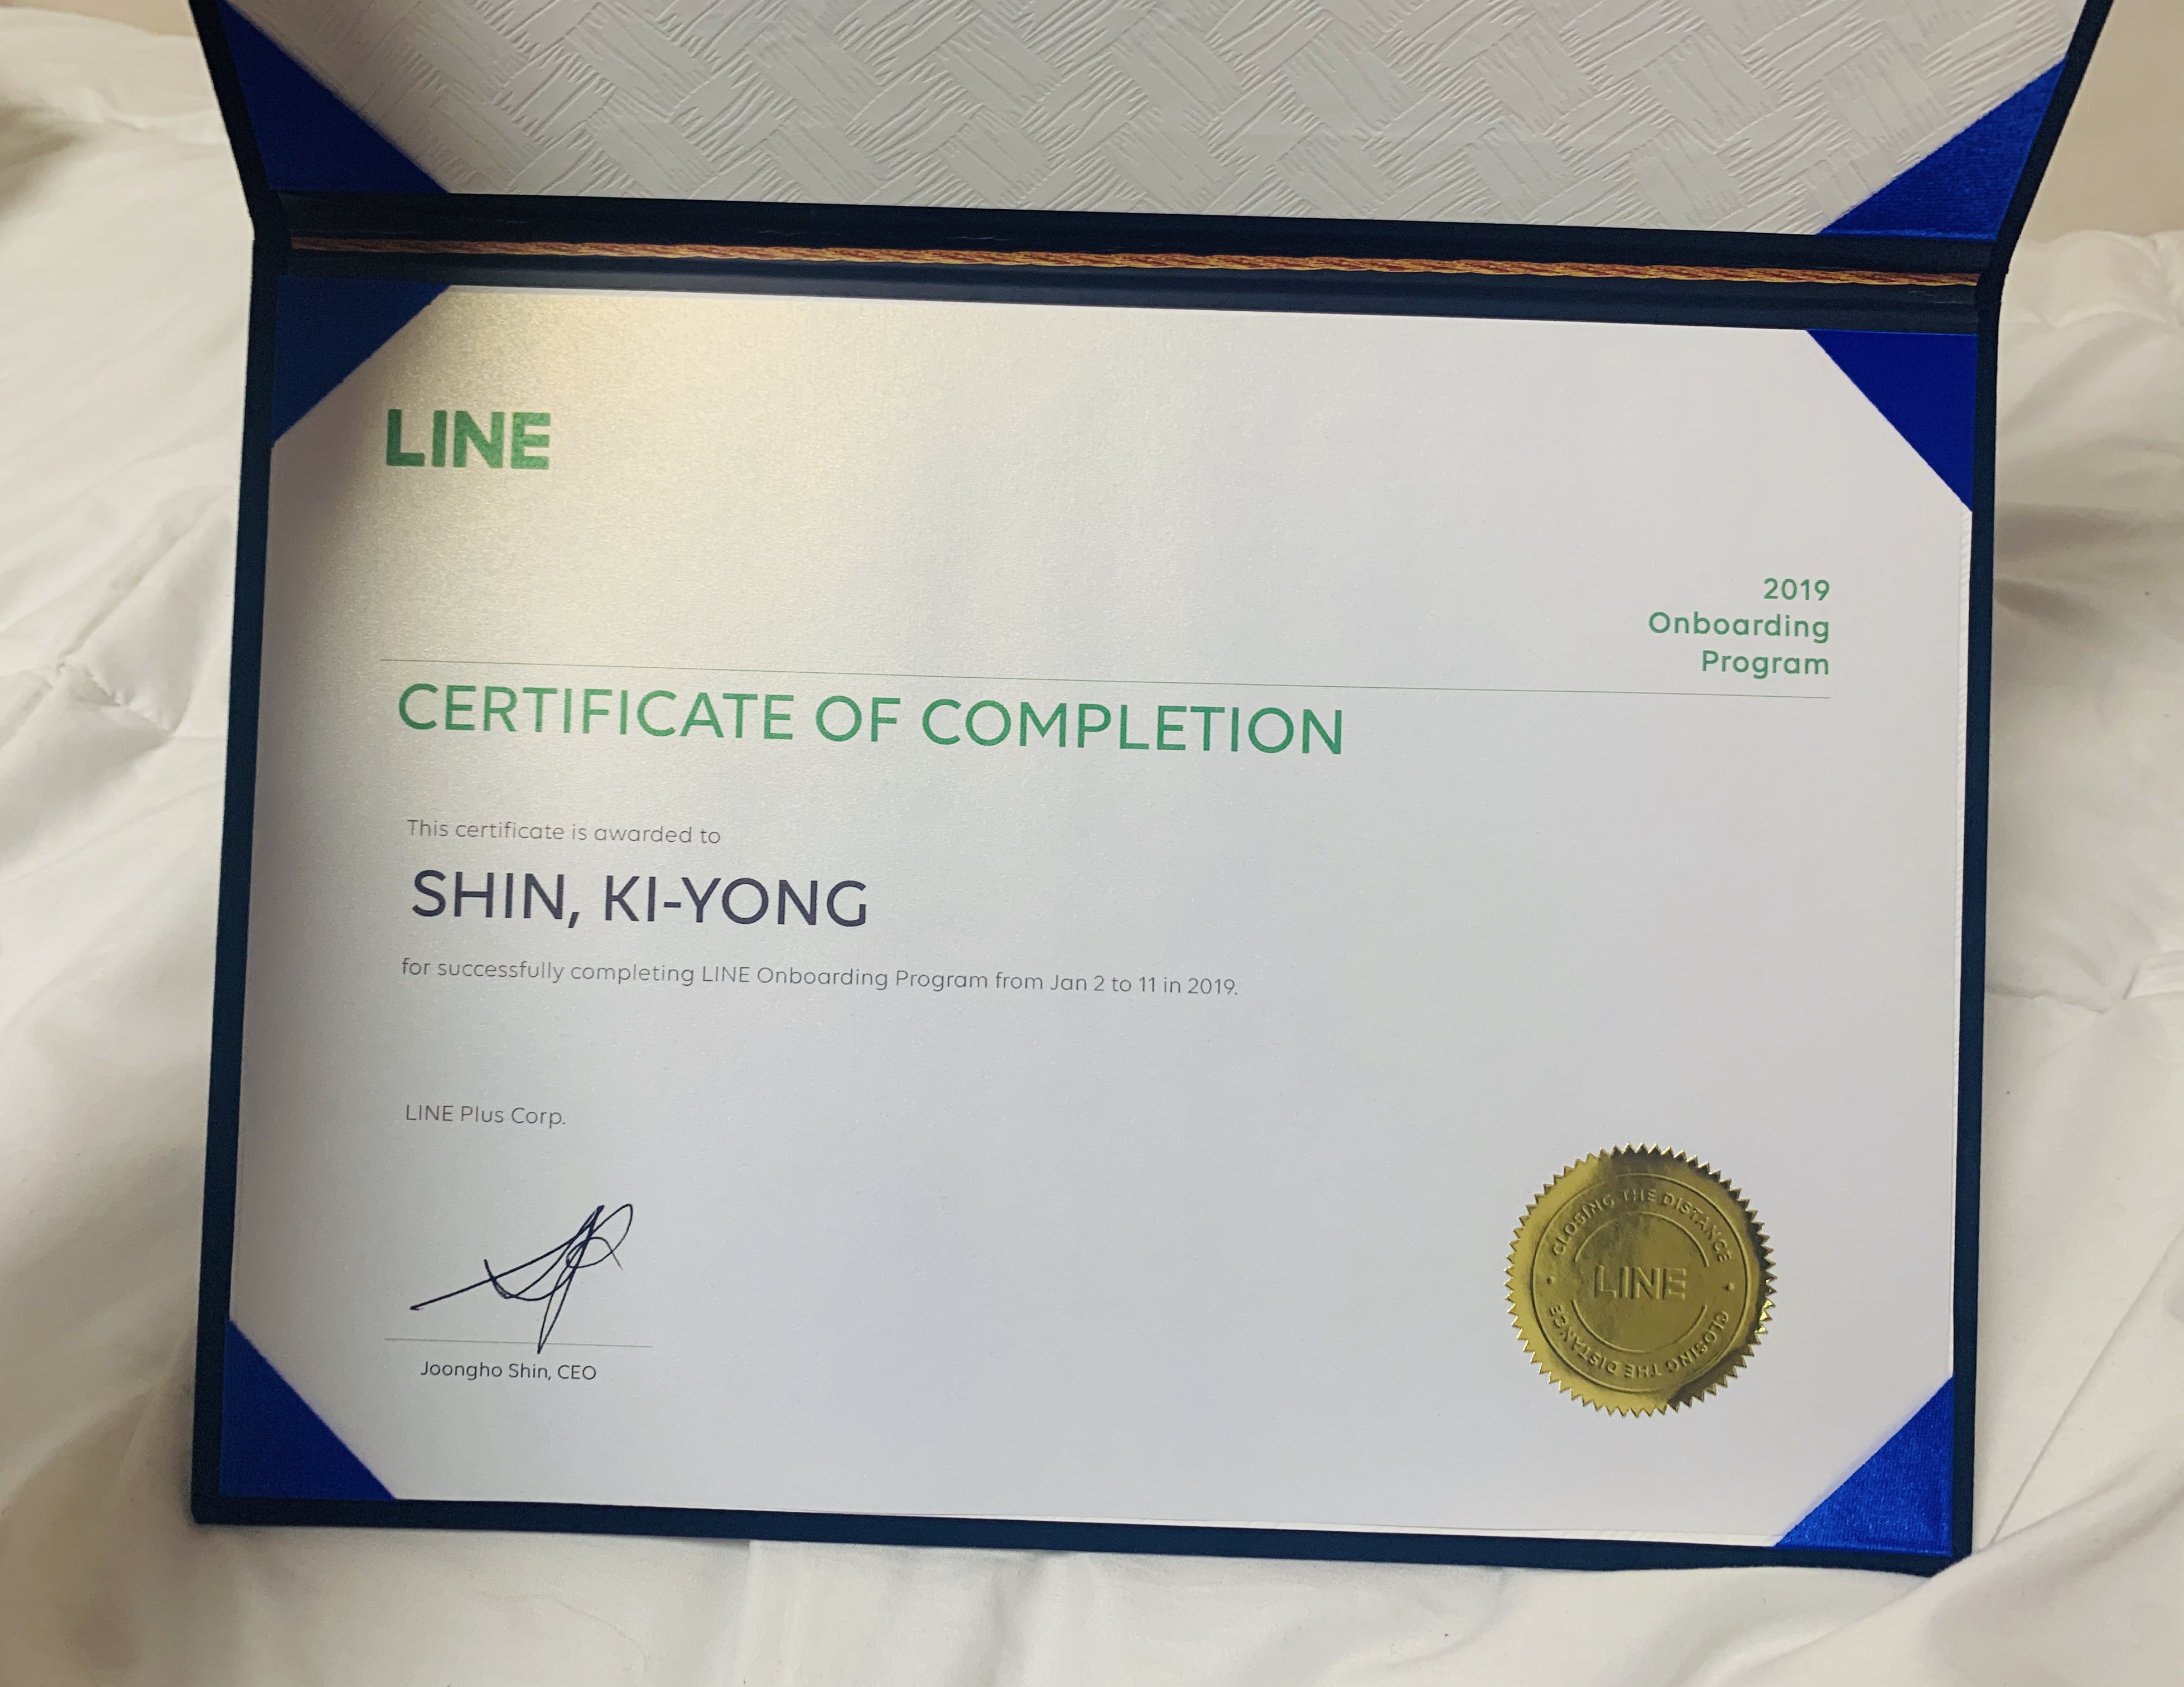 LINE
2019
Onboarding
Program
CERTIFICATE OF COMPLETION
This certificate is awarded to
SHIN, KI-YONG
for successfully completing LINE Onboarding Program from Jan 2 to 11 in 2019.
LINE Plus Corp.
Joongho Shin, CEO
CLOSING THE DISTANCE
LINE
CLOSING THE DISTANCE